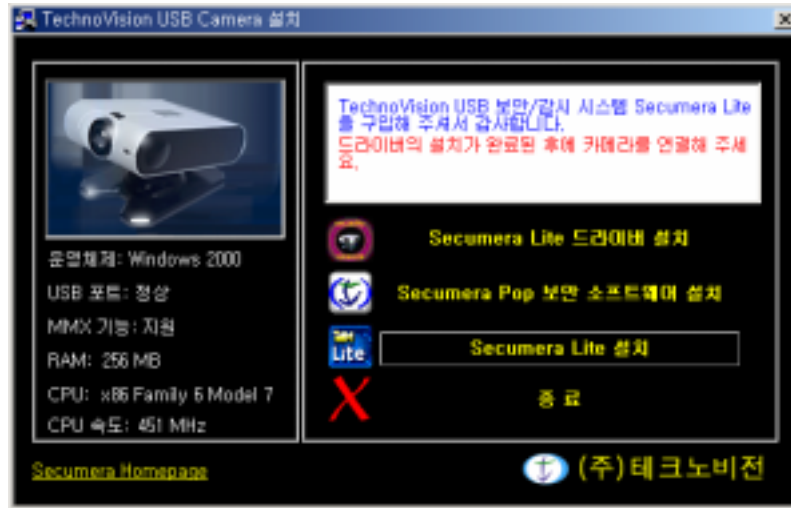 TechnoVision USB Camera 설치
TechnoVision USB 보안/감시 시스템 Secumera Lite
를 구입해 주셔서 감사합니다.
드라이버의 설치가 완료된 후에 카메라를 연결해 주세
요.
Secumera Lite 드라이버 설치
Secumera Pop 보안 소프트웨어 설치
Lite
Secumera Lite 설치
종 료
운영체제: Windows 2000
USB 포트: 정상
MMX 기능: 지원
RAM: 256 MB
CPU: x86 Family 6 Model 7
CPU 속도: 451 MHz
Secumera Homepage
(주)테크노비전